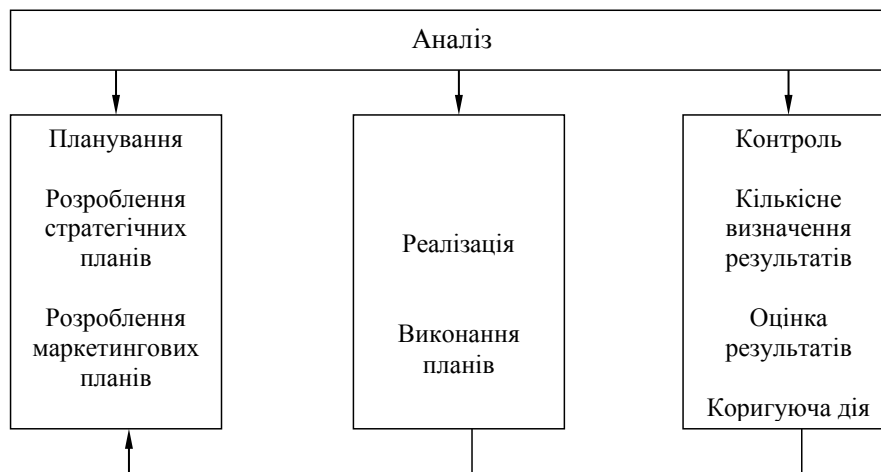 Аналіз
Планування
Розроблення
стратегічних
планів
Розроблення
маркетингових
планів
Реалізація
Виконання
планів
Контроль
Кількісне
визначення
результатів
Оцінка
результатів
Коригуюча дія